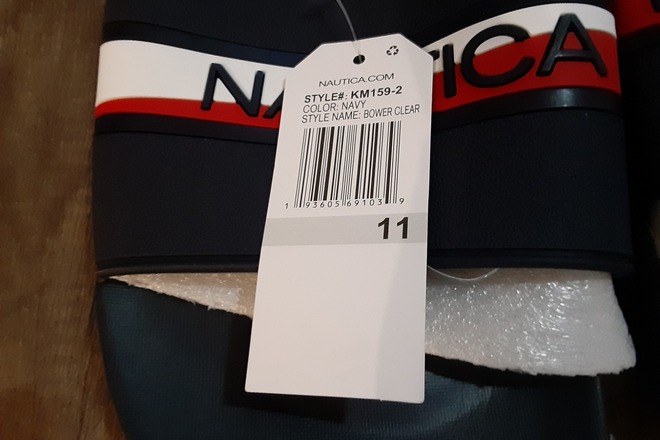 NAUTICA
NAUTICA.COM
STYLE#: KM159-2
COLOR: NAVY
STYLE NAME: BOWER CLEAR
1 93605 69103 9
11